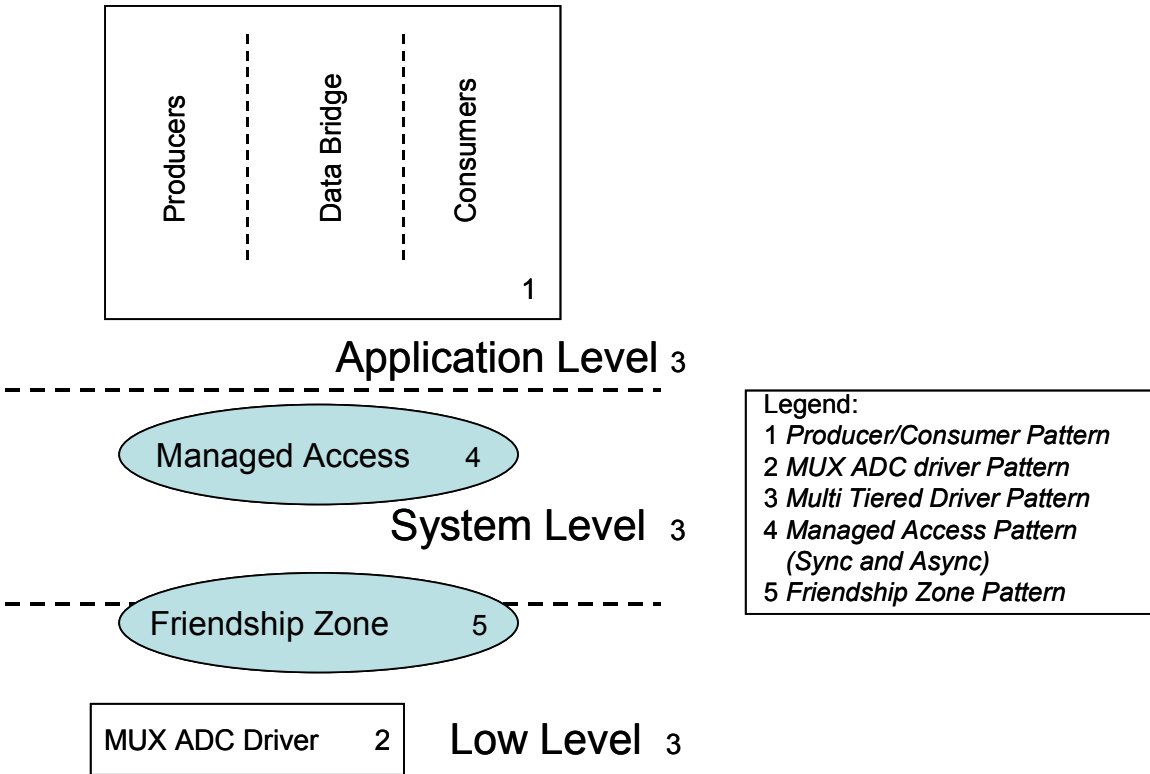 Producers
Data Bridge
Consumers
1
Application Level 3
Managed Access 4
System Level 3
Friendship Zone 5
MUX ADC Driver 2
Low Level 3
Legend:
1 Producer/Consumer Pattern
2 MUX ADC driver Pattern
3 Multi Tiered Driver Pattern
4 Managed Access Pattern
(Sync and Async)
5 Friendship Zone Pattern